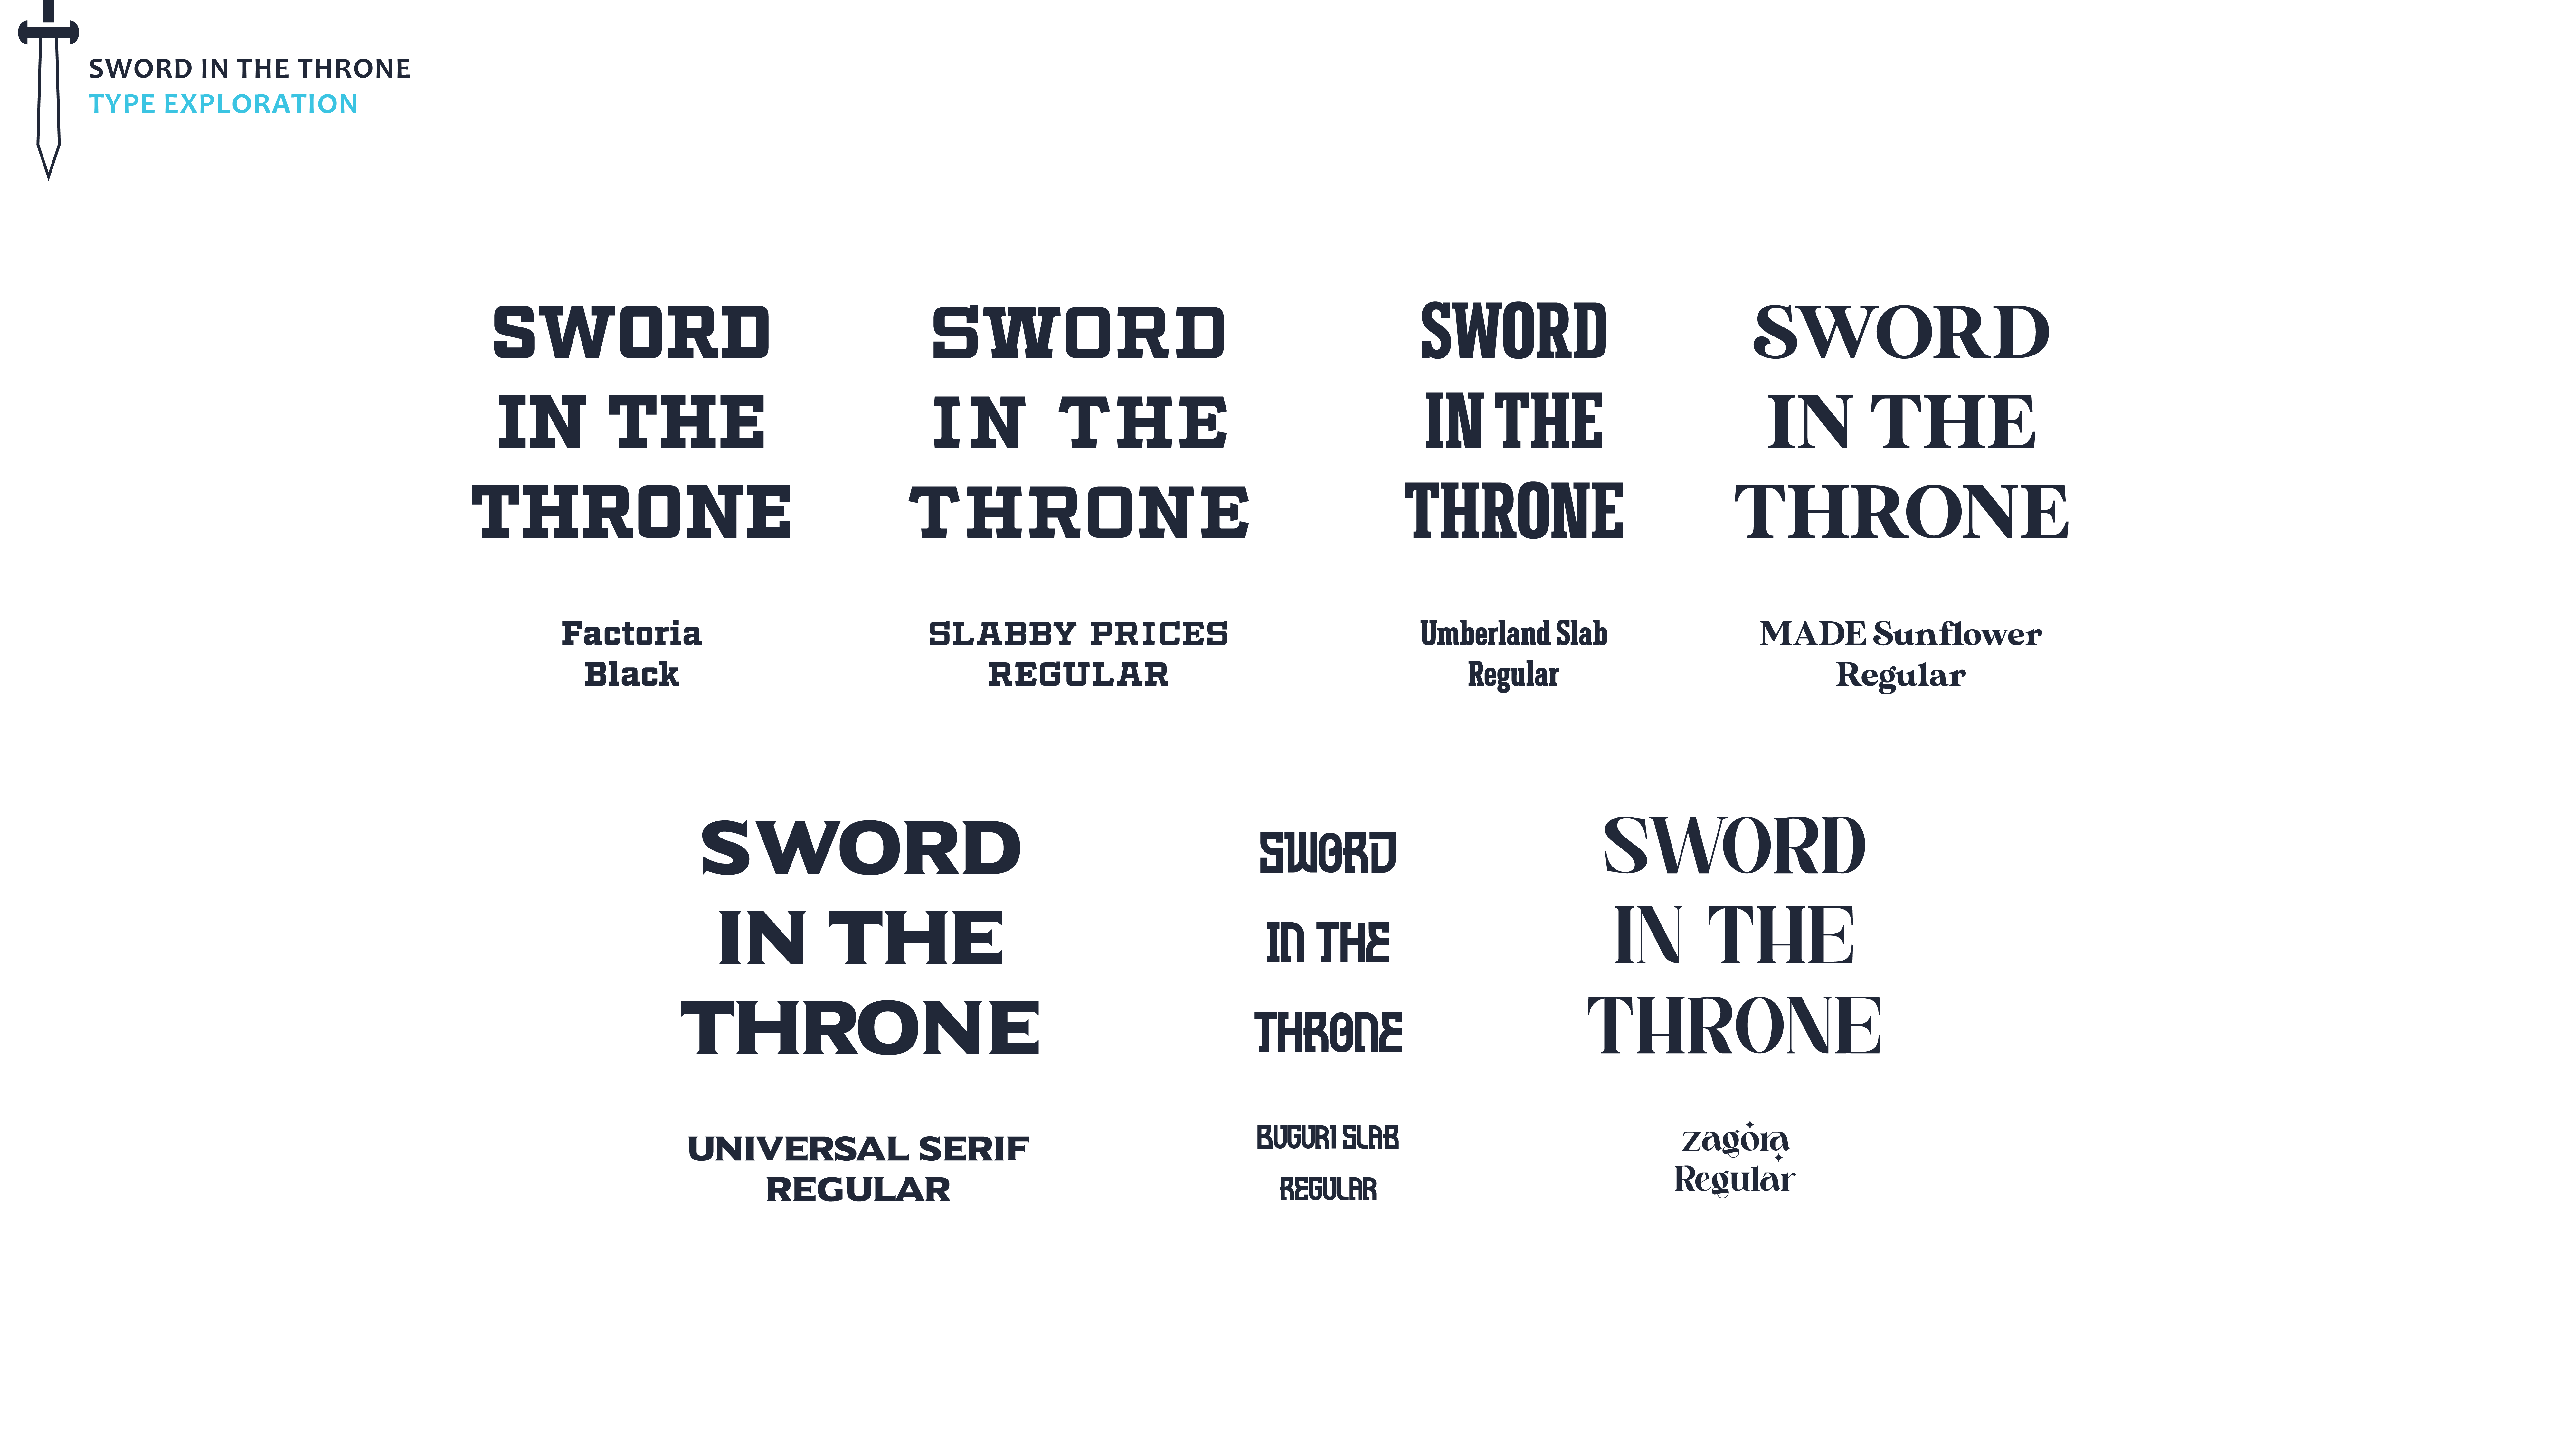 SWORD IN THE THRONE
TYPE EXPLORATION
SWORD
IN THE
THRONE
Factoria
Black
SWORD
IN THE
THRONE
SLABBY PRICES
REGULAR
SWORD
IN THE
THRONE
Umberland Slab
Regular
SWORD
IN THE
THRONE
MADE Sunflower
Regular
SWORD
IN THE
THRONE
UNIVERSAL SERIF
REGULAR
SWORD
IN THE
THRONE
BUGURI SLAB
REGULAR
SWORD
IN THE
THRONE
zagora
Regular